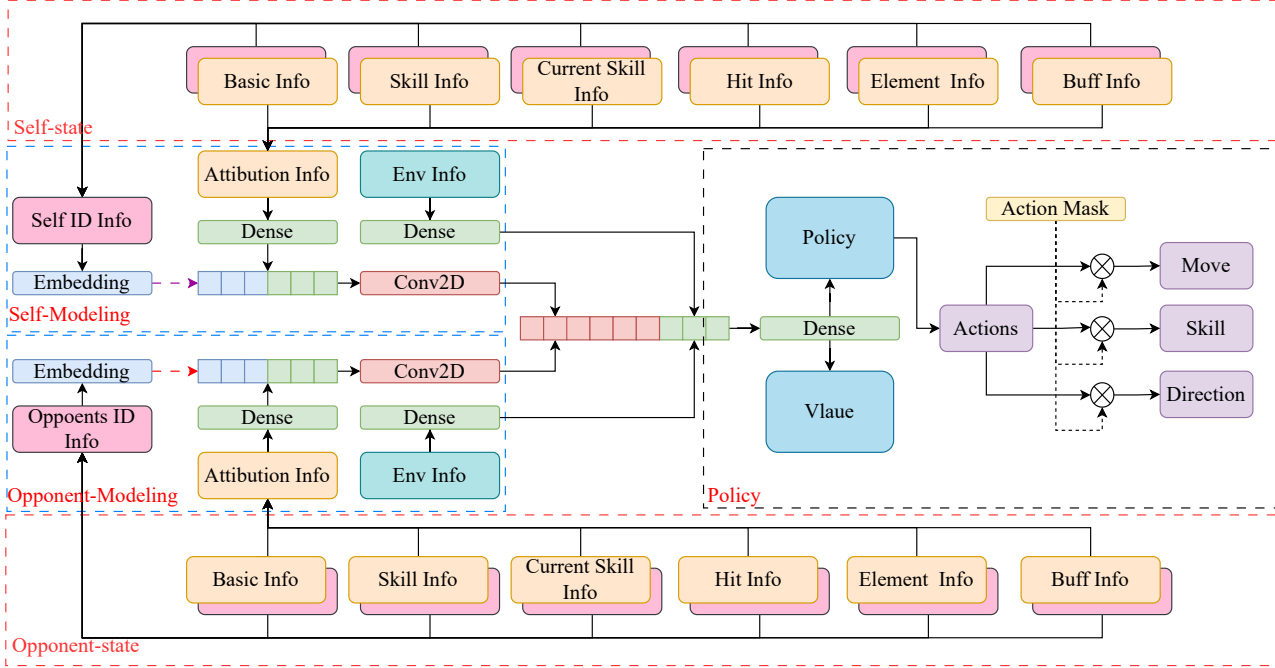 Basic Info
Skill Info
Current Skill
Info
Hit Info
Element Info
Buff Info
Self-state
Attibution Info
Env Info
Self ID Info
Dense
Dense
Embedding
Conv2D
Self-Modeling
Embedding
Conv2D
Oppoents ID
Info
Dense
Dense
Attibution Info
Env Info
Opponent-Modeling
Policy
Dense
Vlaue
Action Mask
Actions
Move
Skill
Direction
Policy
Basic Info
Skill Info
Current Skill
Info
Hit Info
Element Info
Buff Info
Opponent-state